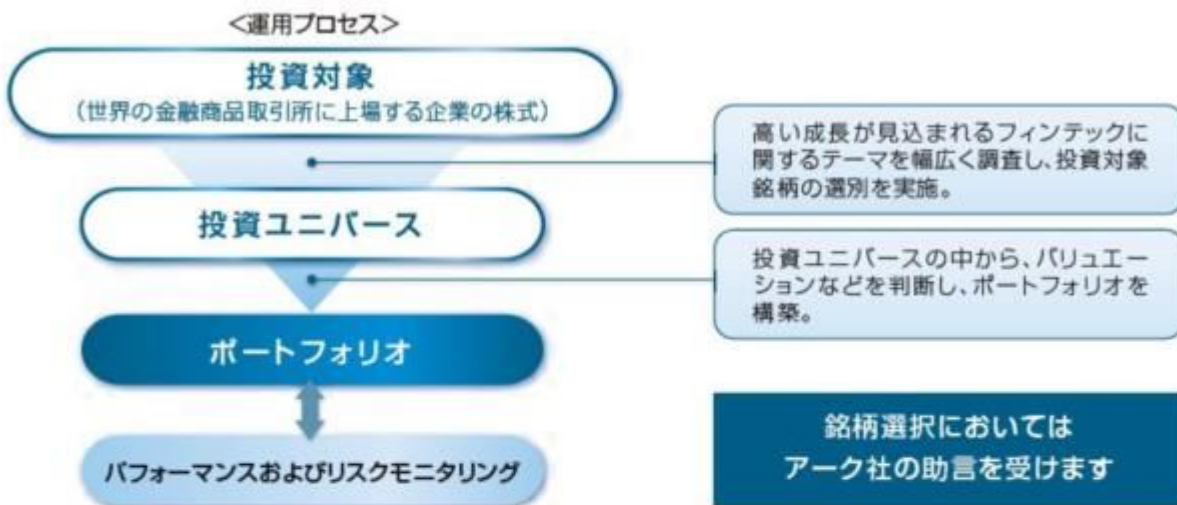 <運用プロセス>
投資対象
(世界の金融商品取引所に上場する企業の株式)
高い成長が見込まれるフィンテックに
関するテーマを幅広く調査し、投資対象
銘柄の選別を実施。
投資ユニバース
投資ユニバースの中から、バリュエー
ションなどを判断し、ポートフォリオを
構築。
ポートフォリオ
パフォーマンスおよびリスクモニタリング
銘柄選択においては
アーク社の助言を受けます